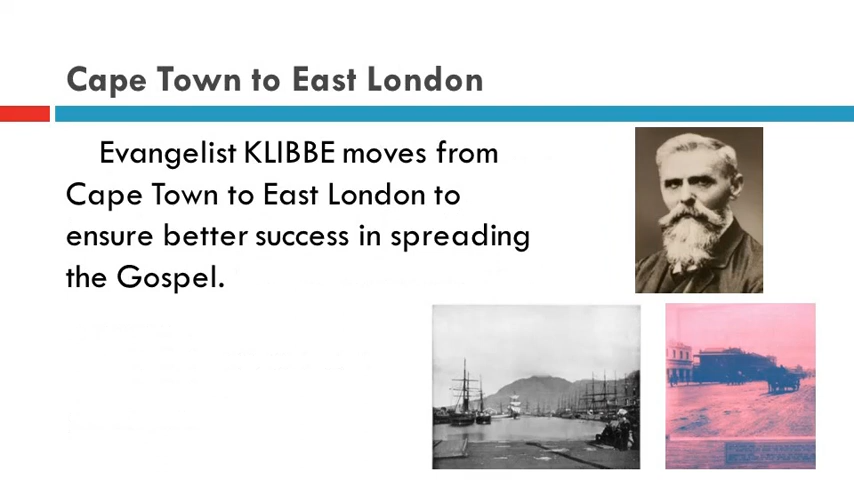 Cape Town to East London
Evangelist KLIBBE moves from
Cape Town to East London to
ensure better success in spreading
the Gospel.